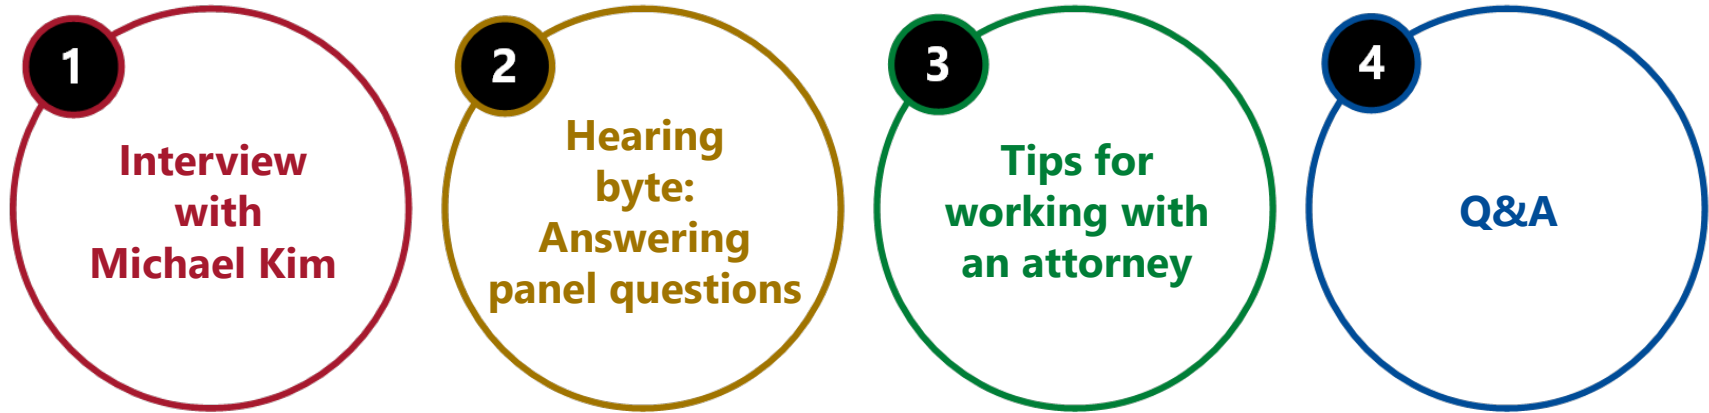 1
Interview
with
Michael Kim
2
Hearing
byte:
Answering
panel questions
3
Tips for
working with
an attorney
4
Q&A